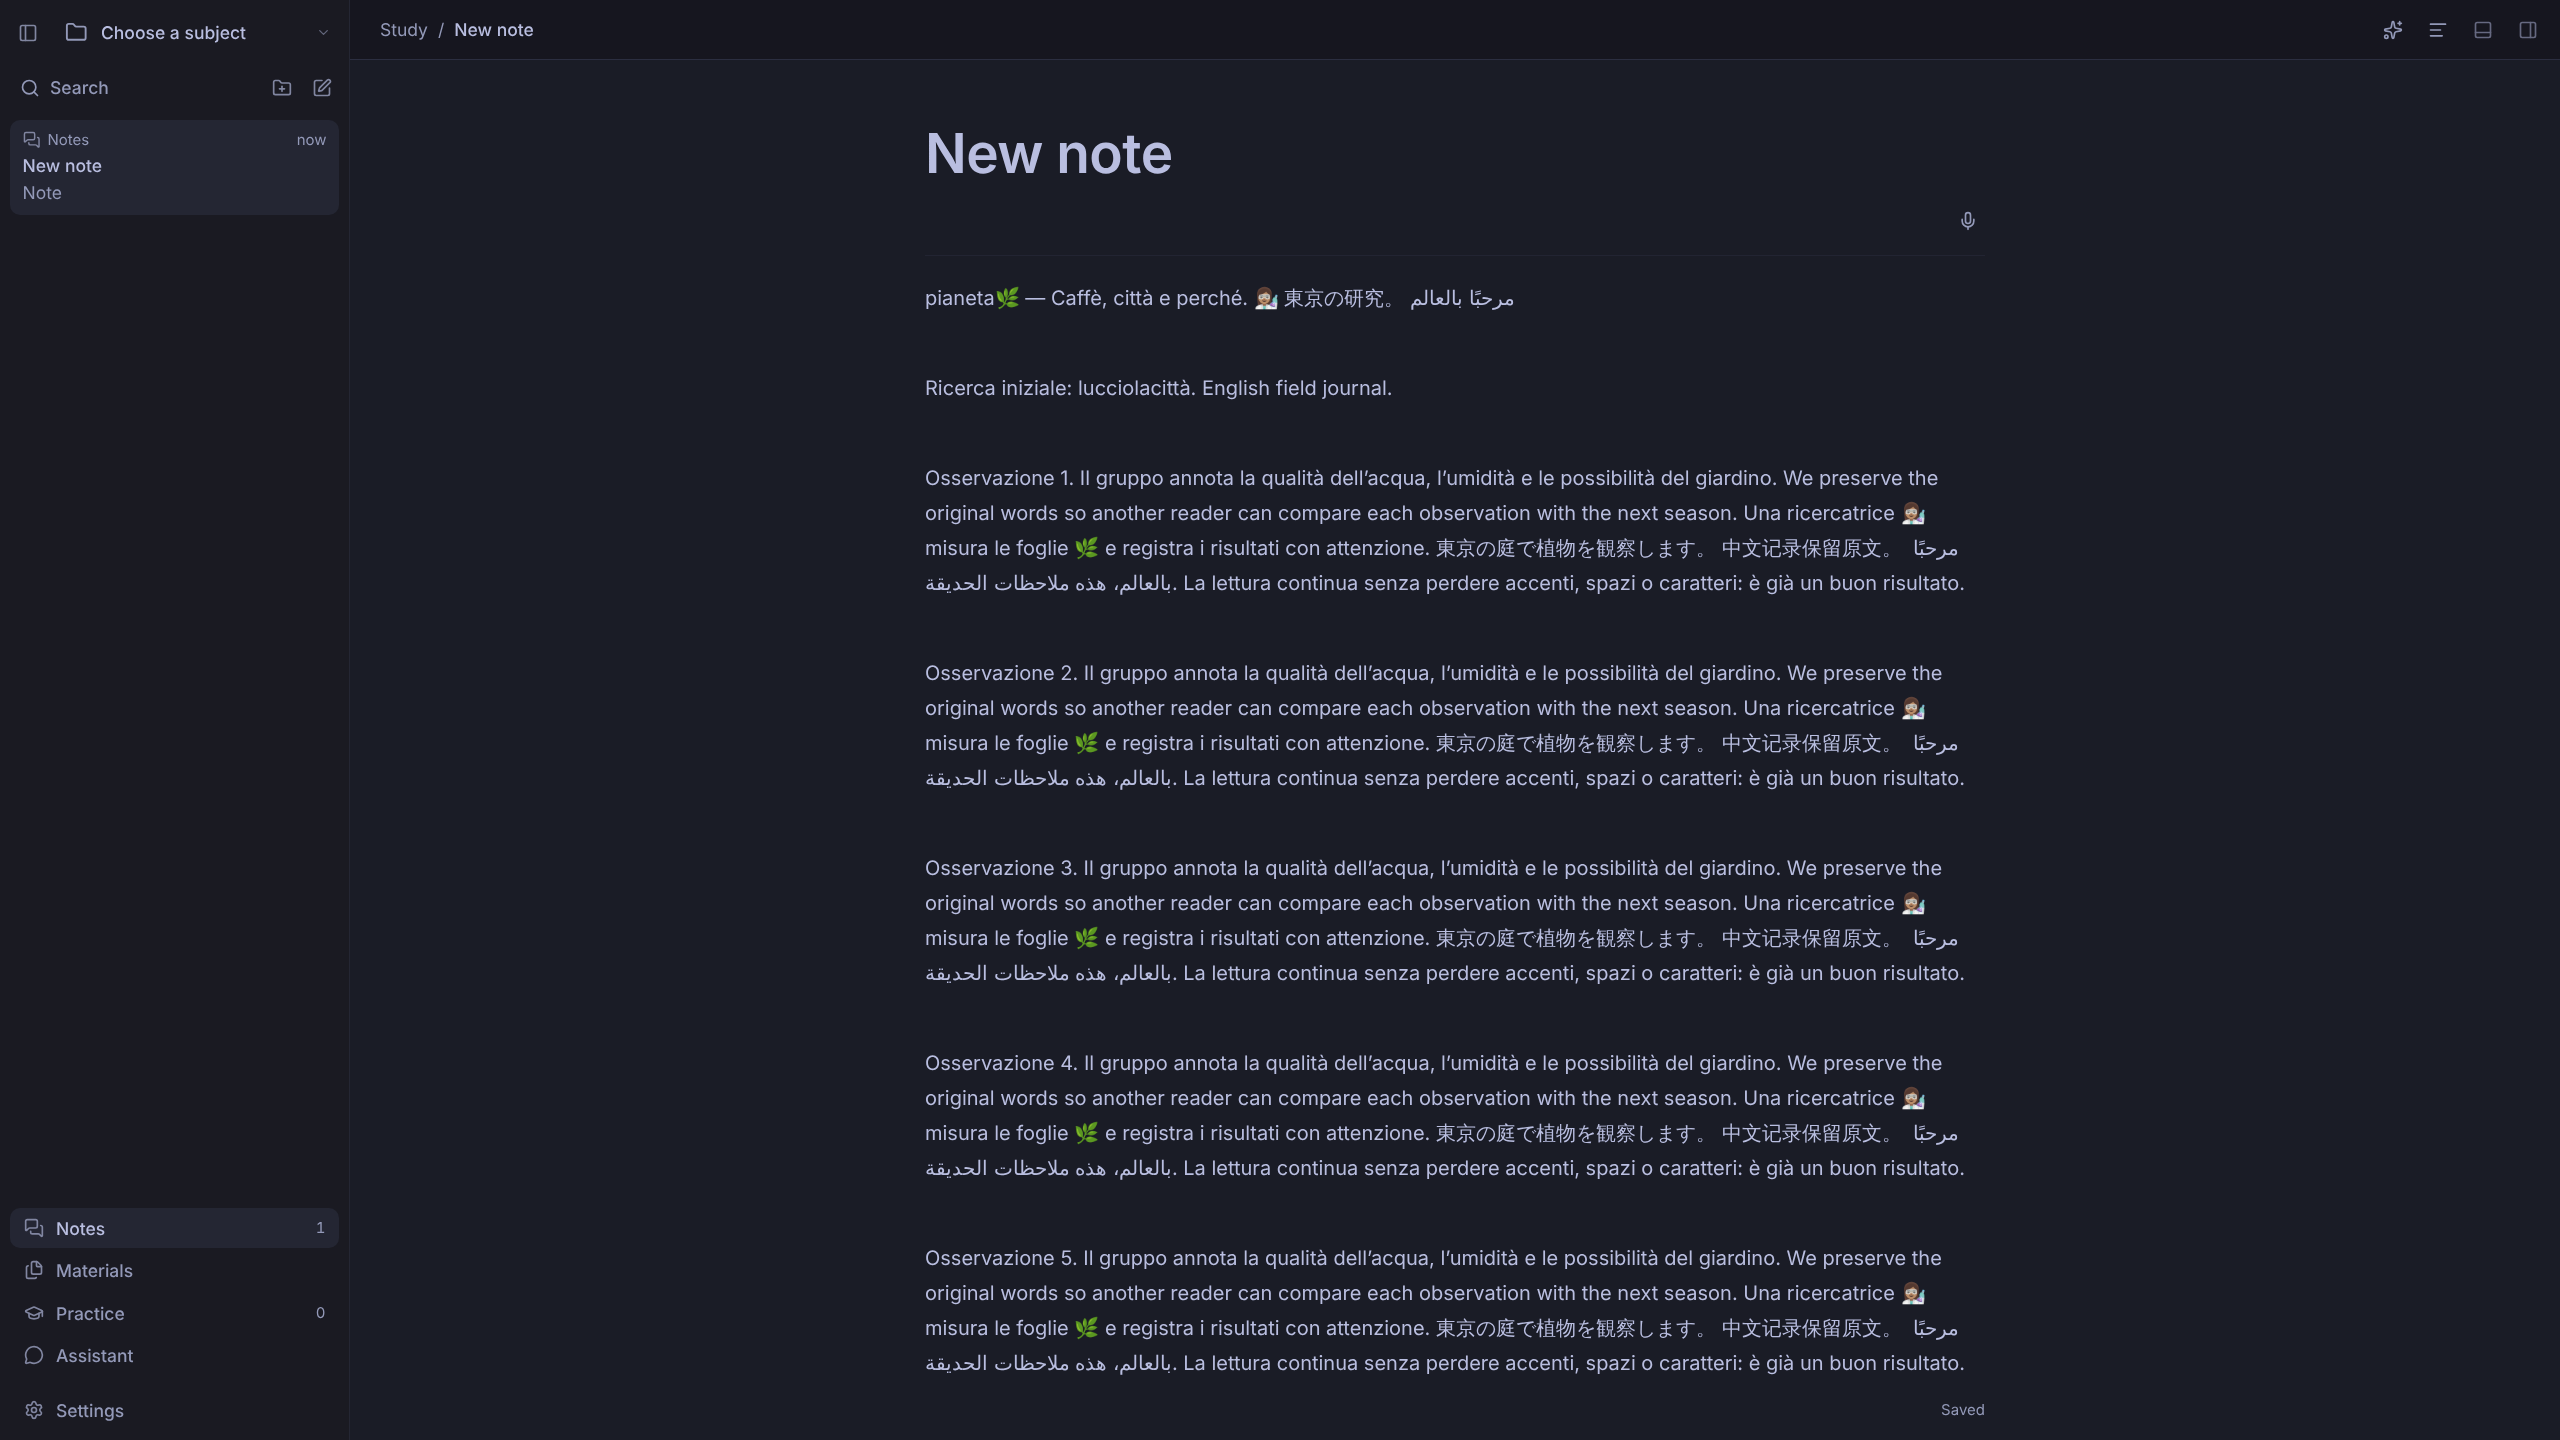 Choose a subject
Search
Notes now
New note
Note
Notes 1
Materials
Practice 0
Assistant
Settings
Study / New note
New note
pianeta🌿 — Caffè, città e perché. 👩🏽‍🔬 東京の研究。 مرحبًا بالعالم
Ricerca iniziale: lucciolacittà. English field journal.
Osservazione 1. Il gruppo annota la qualità dell’acqua, l’umidità e le possibilità del giardino. We preserve the
original words so another reader can compare each observation with the next season. Una ricercatrice 👩🏽‍🔬
misura le foglie 🌿 e registra i risultati con attenzione. 東京の庭で植物を観察します。 中文记录保留原文。 مرحبًا
بالعالم، هذه ملاحظات الحديقة. La lettura continua senza perdere accenti, spazi o caratteri: è già un buon risultato.
Osservazione 2. Il gruppo annota la qualità dell’acqua, l’umidità e le possibilità del giardino. We preserve the
original words so another reader can compare each observation with the next season. Una ricercatrice 👩🏽‍🔬
misura le foglie 🌿 e registra i risultati con attenzione. 東京の庭で植物を観察します。 中文记录保留原文。 مرحبًا
بالعالم، هذه ملاحظات الحديقة. La lettura continua senza perdere accenti, spazi o caratteri: è già un buon risultato.
Osservazione 3. Il gruppo annota la qualità dell’acqua, l’umidità e le possibilità del giardino. We preserve the
original words so another reader can compare each observation with the next season. Una ricercatrice 👩🏽‍🔬
misura le foglie 🌿 e registra i risultati con attenzione. 東京の庭で植物を観察します。 中文记录保留原文。 مرحبًا
بالعالم، هذه ملاحظات الحديقة. La lettura continua senza perdere accenti, spazi o caratteri: è già un buon risultato.
Osservazione 4. Il gruppo annota la qualità dell’acqua, l’umidità e le possibilità del giardino. We preserve the
original words so another reader can compare each observation with the next season. Una ricercatrice 👩🏽‍🔬
misura le foglie 🌿 e registra i risultati con attenzione. 東京の庭で植物を観察します。 中文记录保留原文。 مرحبًا
بالعالم، هذه ملاحظات الحديقة. La lettura continua senza perdere accenti, spazi o caratteri: è già un buon risultato.
Osservazione 5. Il gruppo annota la qualità dell’acqua, l’umidità e le possibilità del giardino. We preserve the
original words so another reader can compare each observation with the next season. Una ricercatrice 👩🏽‍🔬
misura le foglie 🌿 e registra i risultati con attenzione. 東京の庭で植物を観察します。 中文记录保留原文。 مرحبًا
بالعالم، هذه ملاحظات الحديقة. La lettura continua senza perdere accenti, spazi o caratteri: è già un buon risultato.
Saved